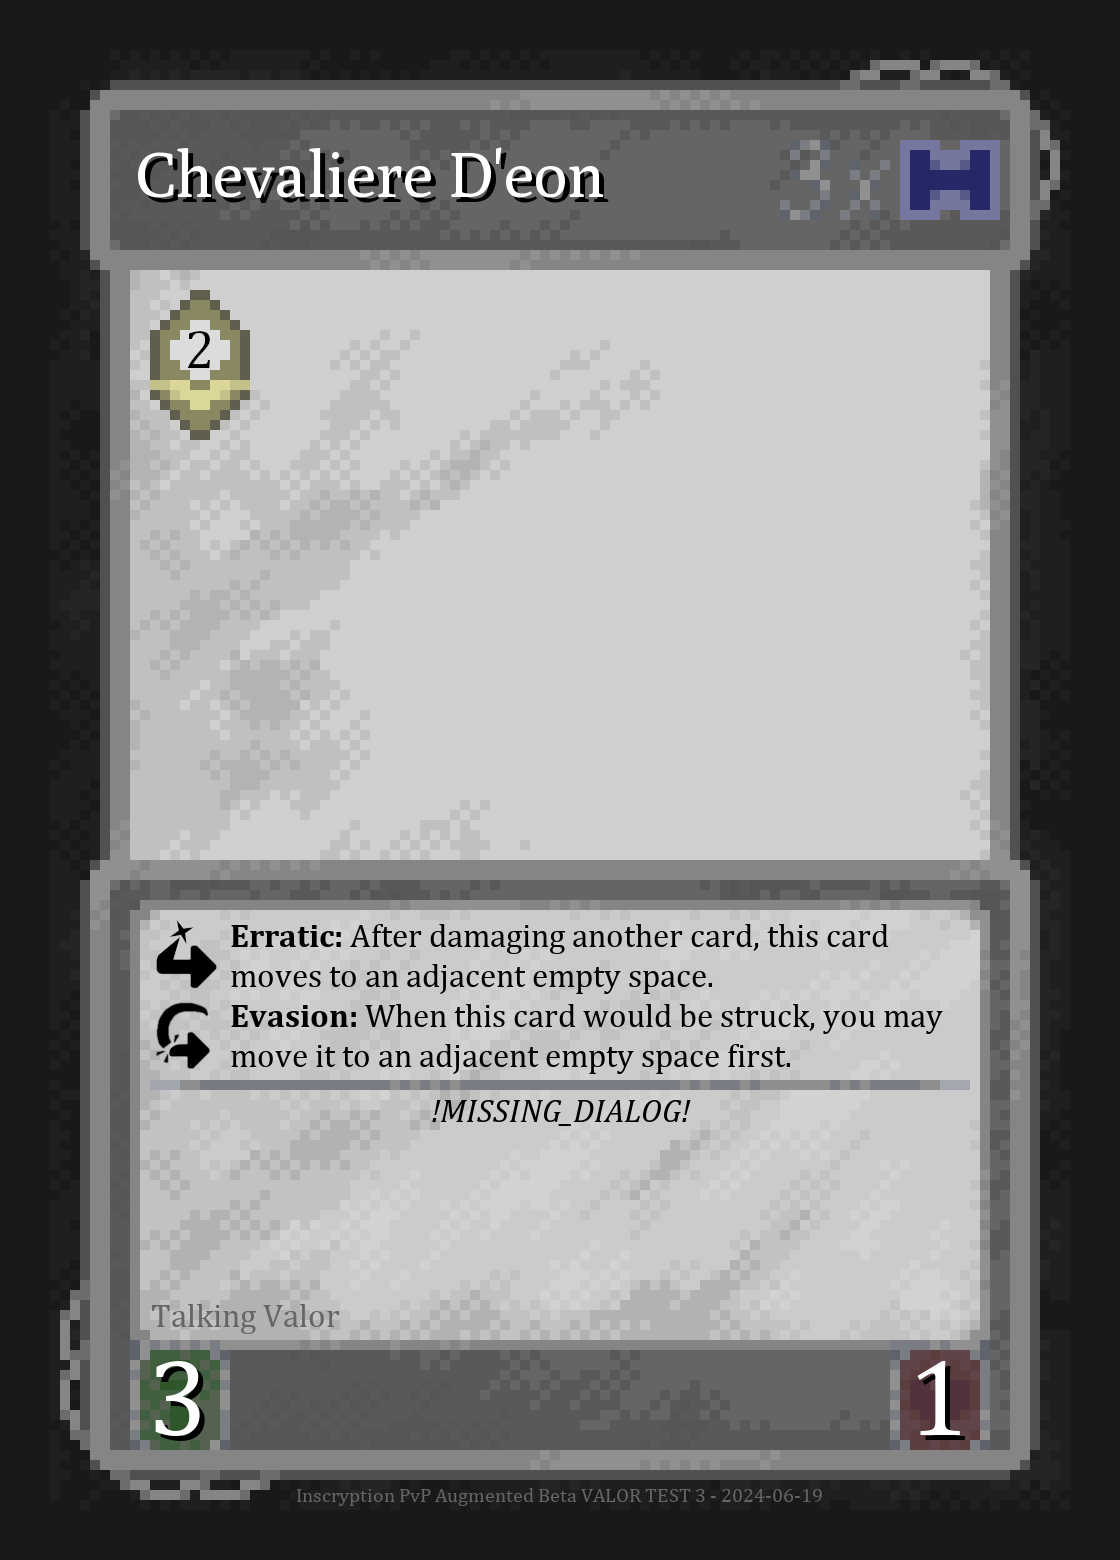 Chevaliere D'eon 3x
2
Erratic: After damaging another card, this card
moves to an adjacent empty space.
Evasion: When this card would be struck, you may
move it to an adjacent empty space first.
!MISSING_DIALOG!
Talking Valor
3 1
Inscryption PvP Augmented Beta VALOR TEST 3 - 2024-06-19